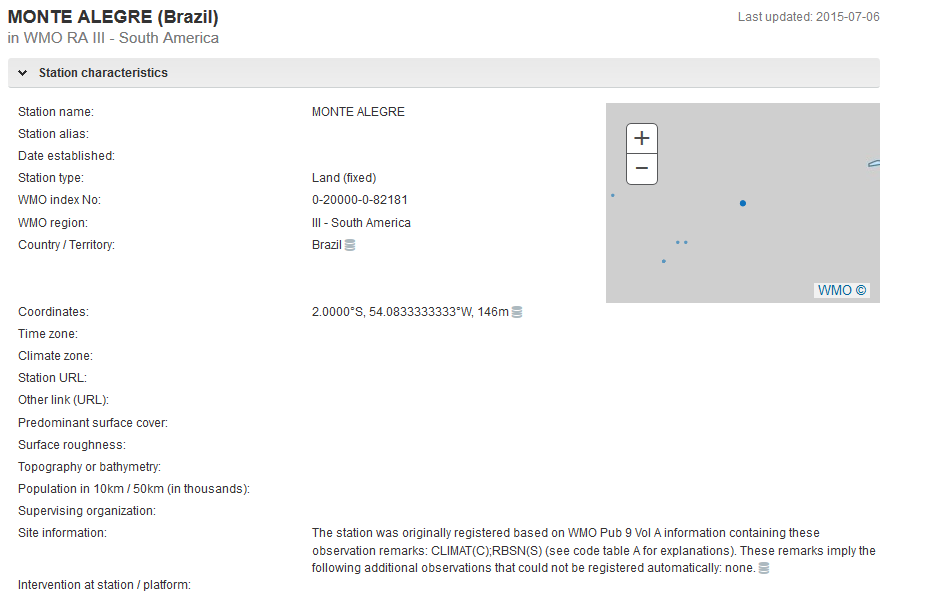 MONTE ALEGRE (Brazil)
Last updated: 2015-07-06
in WMO RA III - South America
Station characteristics
Station name: MONTE ALEGRE
Station alias:
Date established:
Station type: Land (fixed)
WMO index No: 0-20000-0-82181
WMO region: III - South America
Country / Territory: Brazil
+
−
WMO ©
Coordinates: 2.0000°S, 54.0833333333°W, 146m
Time zone:
Climate zone:
Station URL:
Other link (URL):
Predominant surface cover:
Surface roughness:
Topography or bathymetry:
Population in 10km / 50km (in thousands):
Supervising organization:
Site information: The station was originally registered based on WMO Pub 9 Vol A information containing these
observation remarks: CLIMAT(C);RBSN(S) (see code table A for explanations). These remarks imply the
following additional observations that could not be registered automatically: none.
Intervention at station / platform: